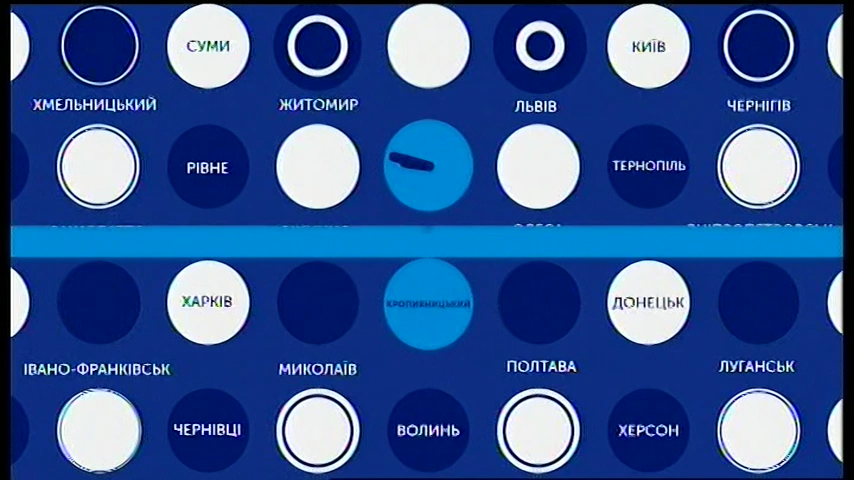 СУМИ
КИЇВ
ХМЕЛЬНИЦЬКИЙ
ЖИТОМИР
ЛЬВІВ
ЧЕРНІГІВ
РІВНЕ
ТЕРНОПІЛЬ
ХАРКІВ
КРОПИВНИЦЬКИЙ
ДОНЕЦЬК
ІВАНО-ФРАНКІВСЬК
МИКОЛАЇВ
ПОЛТАВА
ЛУГАНСЬК
ЧЕРНІВЦІ
ВОЛИНЬ
ХЕРСОН